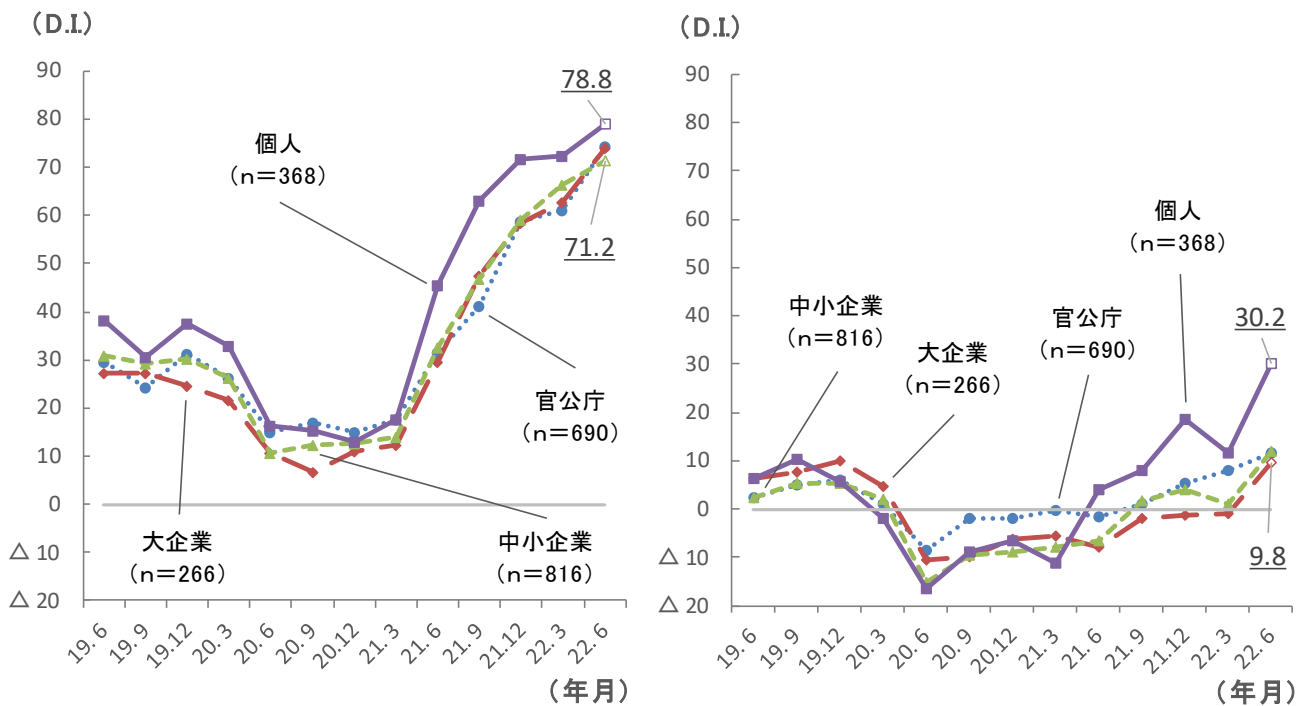 （D.I.）
90
80
70
60
50
40
30
20
10
0
△ 10
△ 20
78.8
個人
（n＝368）
71.2
官公庁
（n＝690）
大企業
（n＝266）
中小企業
（n＝816）
19.6 19.9 19.12 20.3 20.6 20.9 20.12 21.3 21.6 21.9 21.12 22.3 22.6
（年月）
（D.I.）
90
80
70
60
50
40
30
20
10
0
△ 10
△ 20
個人
（n＝368）
中小企業
（n＝816）
官公庁
（n＝690）
30.2
大企業
（n＝266）
9.8
19.6 19.9 19.12 20.3 20.6 20.9 20.12 21.3 21.6 21.9 21.12 22.3 22.6
（年月）